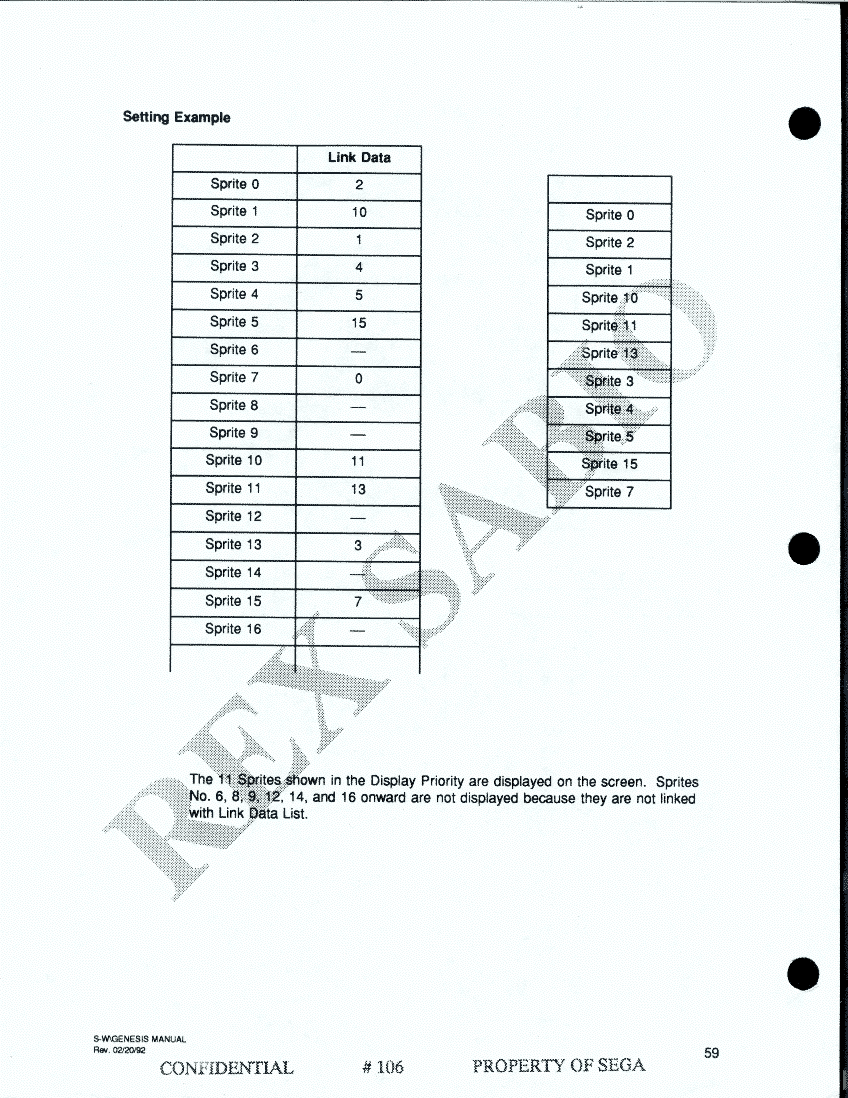 Setting Example
Link Data
Sprite 0 2
Sprite 1 10
Sprite 2 1
Sprite 3 4
Sprite 4 5
Sprite 5 15
Sprite 6 —
Sprite 7 0
Sprite 8 —
Sprite 9 —
Sprite 10 11
Sprite 11 13
Sprite 12 —
Sprite 13 3
Sprite 14 —
Sprite 15 7
Sprite 16 —
Sprite 0
Sprite 2
Sprite 1
Sprite 10
Sprite 11
Sprite 13
Sprite 3
Sprite 4
Sprite 5
Sprite 15
Sprite 7
REX SABIO
The 11 Sprites shown in the Display Priority are displayed on the screen. Sprites
No. 6, 8, 9, 12, 14, and 16 onward are not displayed because they are not linked
with Link Data List.
S-W\GENESIS MANUAL
Rev. 02/20/92
59
CONFIDENTIAL # 106 PROPERTY OF SEGA